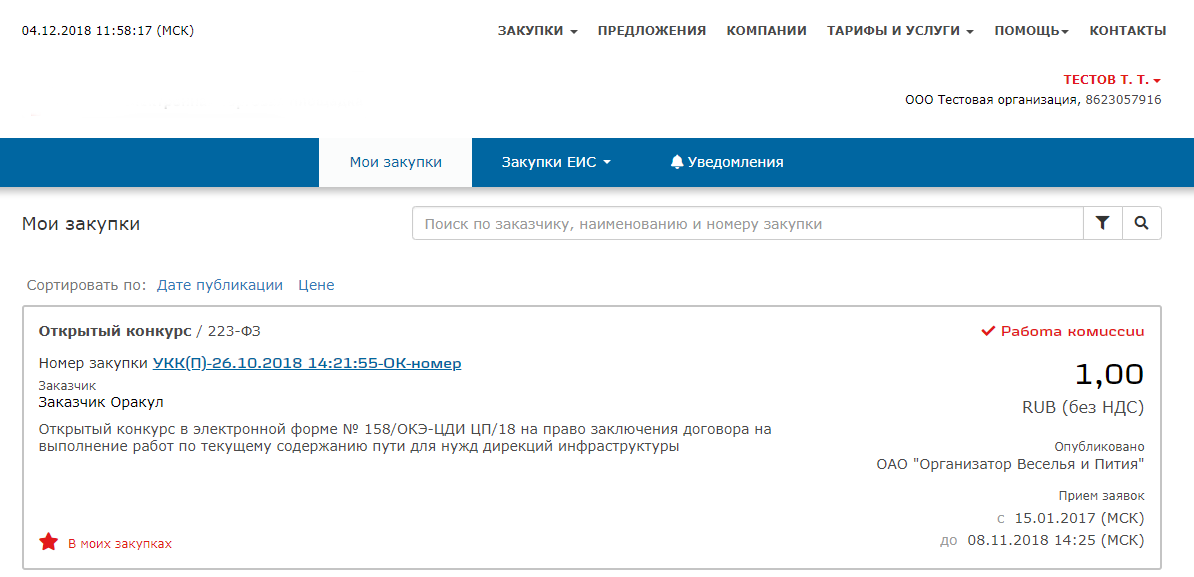 04.12.2018 11:58:17 (МСК)
ЗАКУПКИ ПРЕДЛОЖЕНИЯ КОМПАНИИ ТАРИФЫ И УСЛУГИ ПОМОЩЬ КОНТАКТЫ
ТЕСТОВ Т. Т.
ООО Тестовая организация, 8623057916
Мои закупки Закупки ЕИС Уведомления
Мои закупки
Поиск по заказчику, наименованию и номеру закупки
Сортировать по: Дате публикации Цене
Открытый конкурс / 223-ФЗ
Работа комиссии
Номер закупки УКК(П)-26.10.2018 14:21:55-ОК-номер
1,00
RUB (без НДС)
Заказчик
Заказчик Оракул
Открытый конкурс в электронной форме № 158/ОКЭ-ЦДИ ЦП/18 на право заключения договора на
выполнение работ по текущему содержанию пути для нужд дирекций инфраструктуры
Опубликовано
ОАО "Организатор Веселья и Пития"
Прием заявок
с 15.01.2017 (МСК)
до 08.11.2018 14:25 (МСК)
В моих закупках